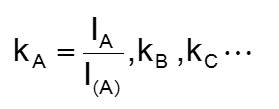 k_A = I_A / I_(A) , k_B , k_C ⋯